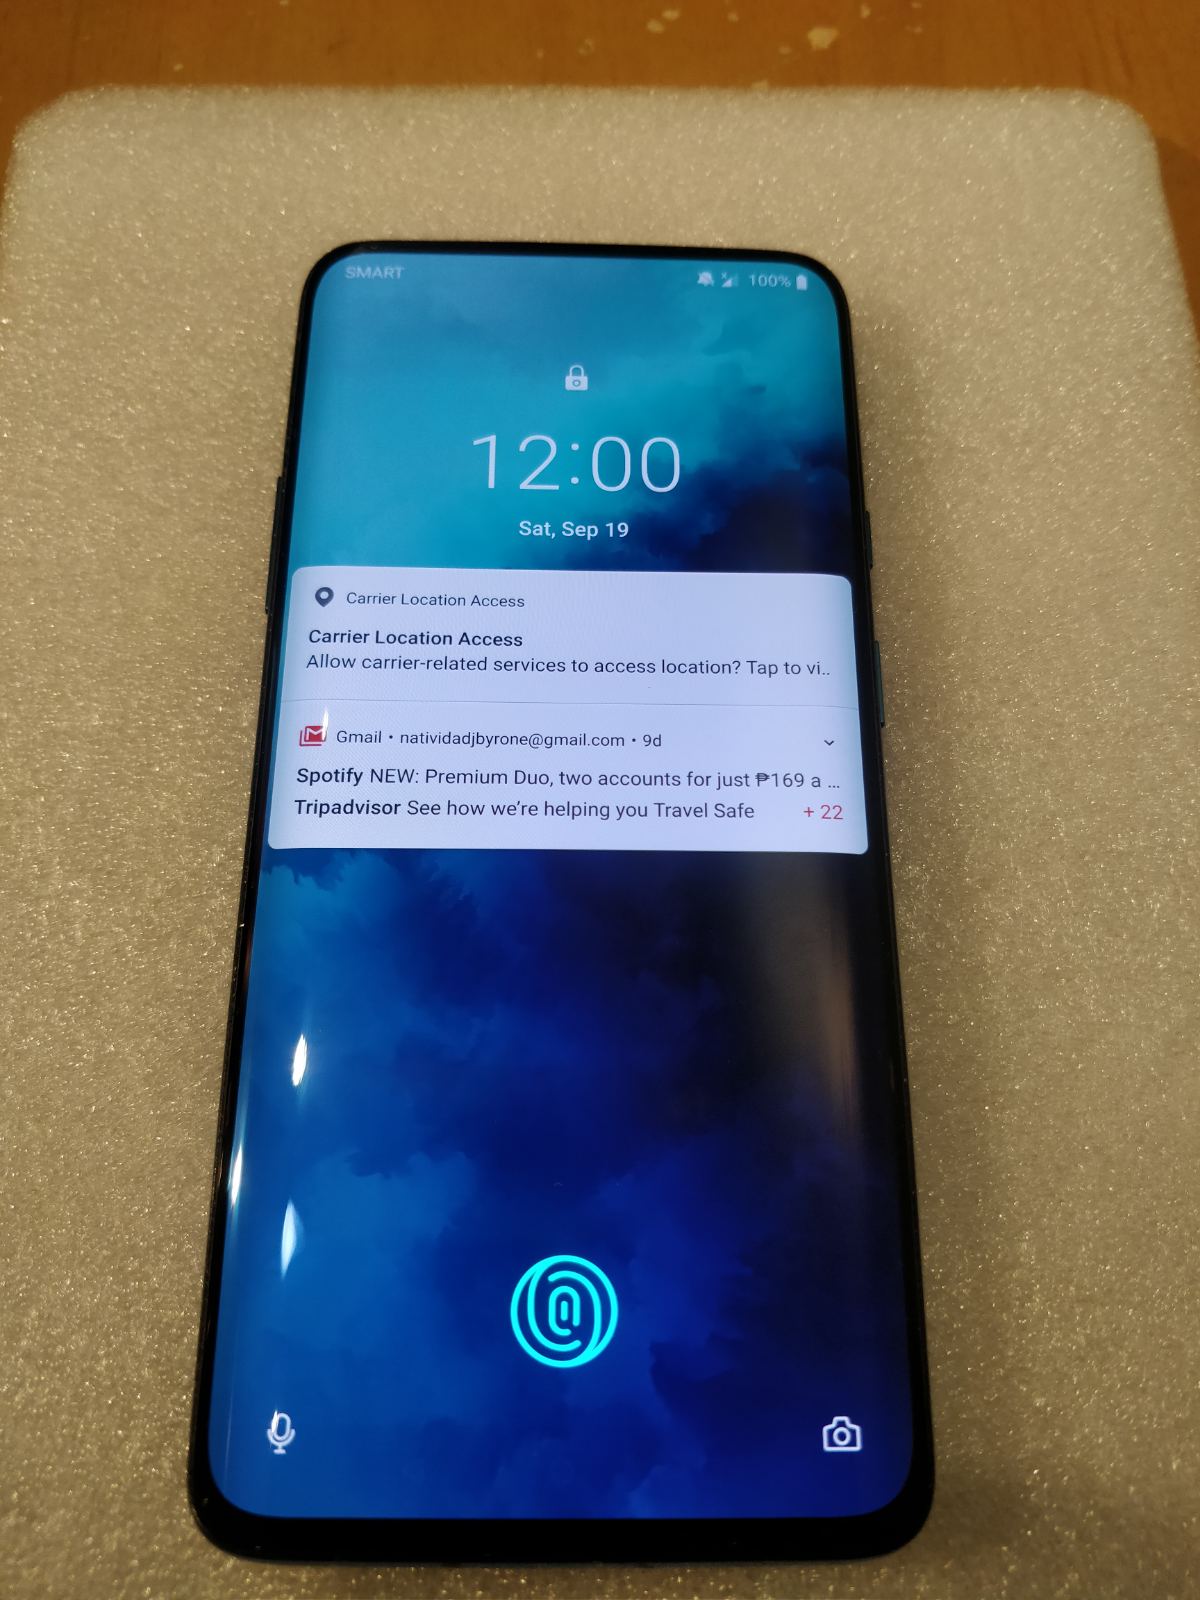 SMART 100%
12:00
Sat, Sep 19
Carrier Location Access
Carrier Location Access
Allow carrier-related services to access location? Tap to vi..
Gmail • natividadjbyrone@gmail.com • 9d
Spotify NEW: Premium Duo, two accounts for just ₱169 a ...
Tripadvisor See how we're helping you Travel Safe + 22